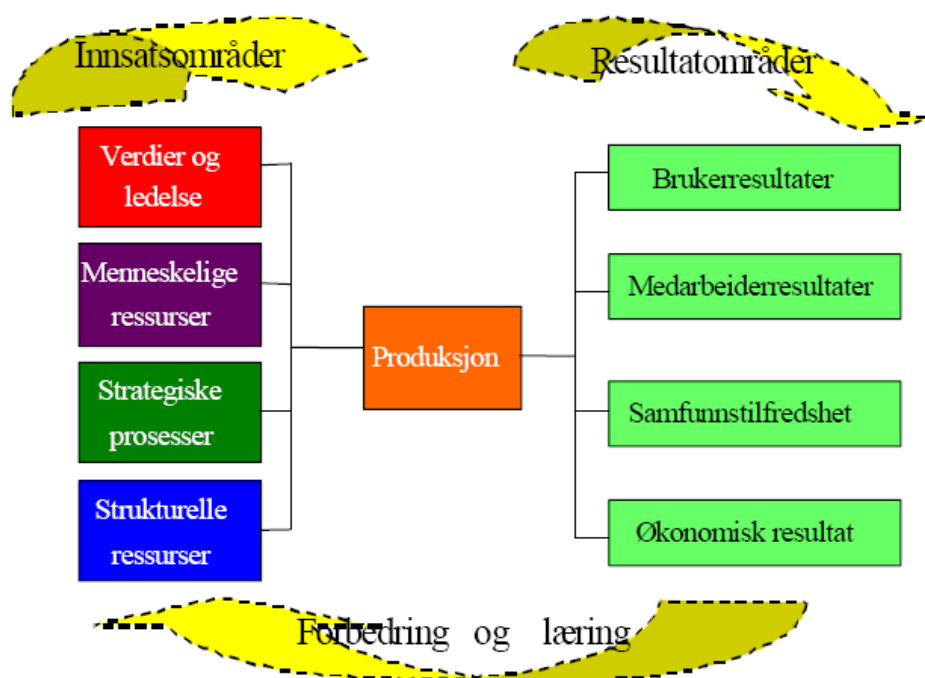 Innsatsområder
Resultatområder
Verdier og
ledelse
Menneskelige
ressurser
Strategiske
prosesser
Strukturelle
ressurser
Produksjon
Brukerresultater
Medarbeiderresultater
Samfunnstilfredshet
Økonomisk resultat
Forbedring og læring